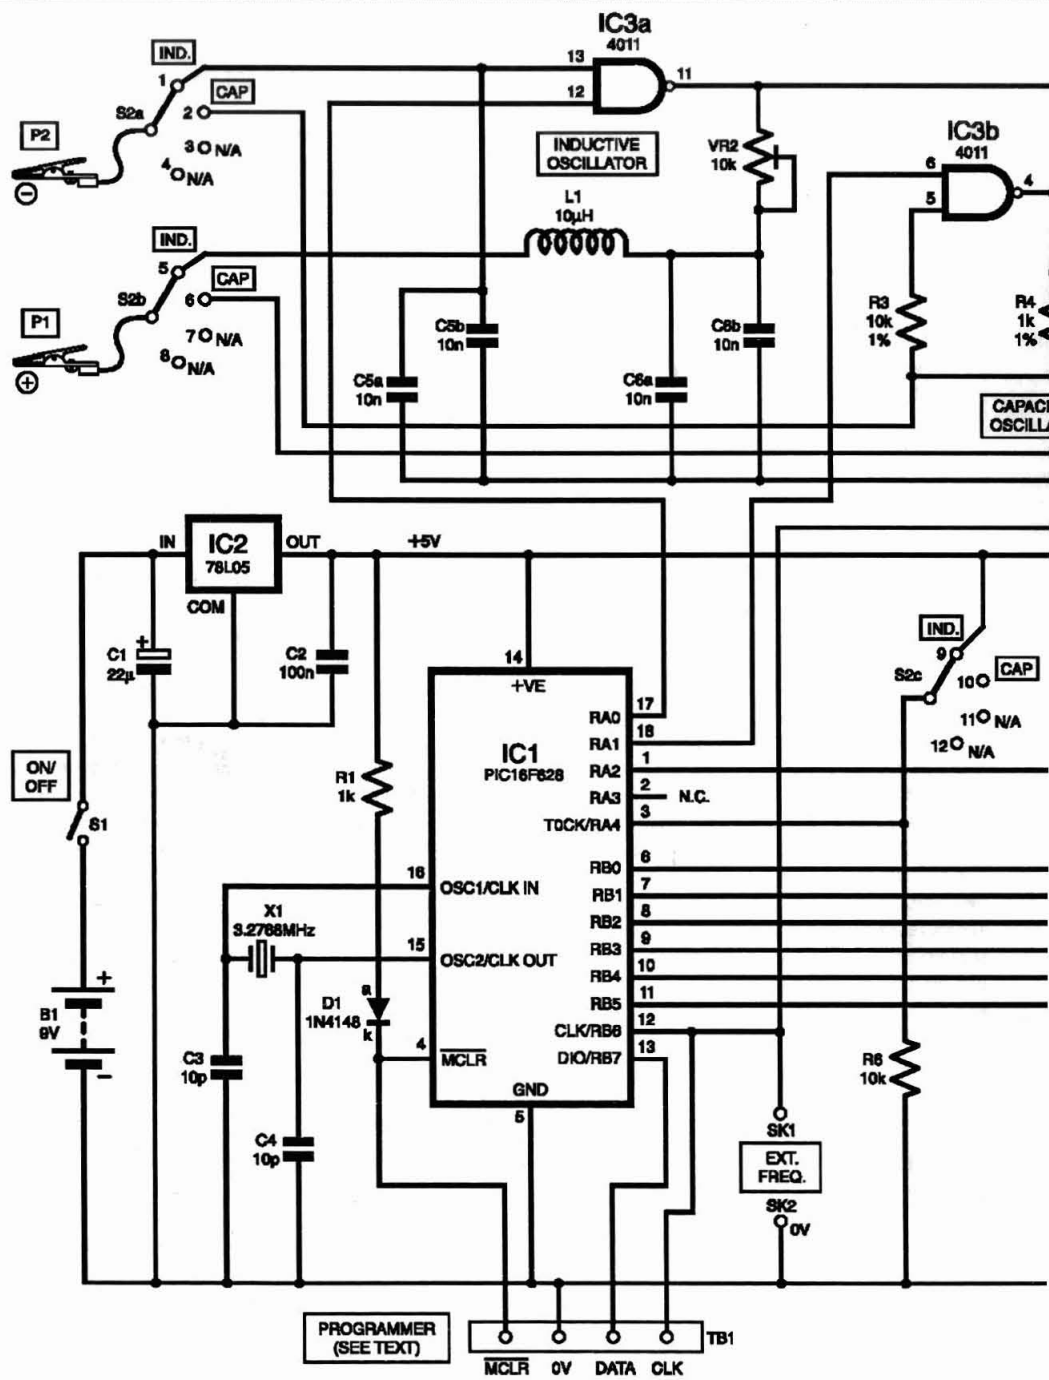 IC3a
4011
13
12
11
IND.
1
S2a
CAP
2
3
N/A
4
N/A
P2
INDUCTIVE
OSCILLATOR
VR2
10k
IC3b
4011
6
5
4
L1
10µH
IND.
5
S2b
CAP
6
7
N/A
8
N/A
P1
C5b
10n
C6b
10n
C5a
10n
C6a
10n
R3
10k
1%
R4
1k
1%
CAPACI
OSCILLA
IN
IC2
78L05
OUT
COM
+5V
+
C1
22µ
C2
100n
14
+VE
IC1
PIC16F628
RA0
17
RA1
18
RA2
1
RA3
2
N.C.
T0CK/RA4
3
RB0
6
RB1
7
RB2
8
RB3
9
RB4
10
RB5
11
CLK/RB6
12
DIO/RB7
13
16
OSC1/CLK IN
15
OSC2/CLK OUT
4
MCLR
GND
5
IND.
9
S2c
10
CAP
11
N/A
12
N/A
ON/
OFF
S1
R1
1k
X1
3.2768MHz
D1
1N4148
a
k
+
B1
9V
−
C3
10p
C4
10p
R6
10k
SK1
EXT.
FREQ.
SK2
0V
PROGRAMMER
(SEE TEXT)
TB1
MCLR
0V
DATA
CLK